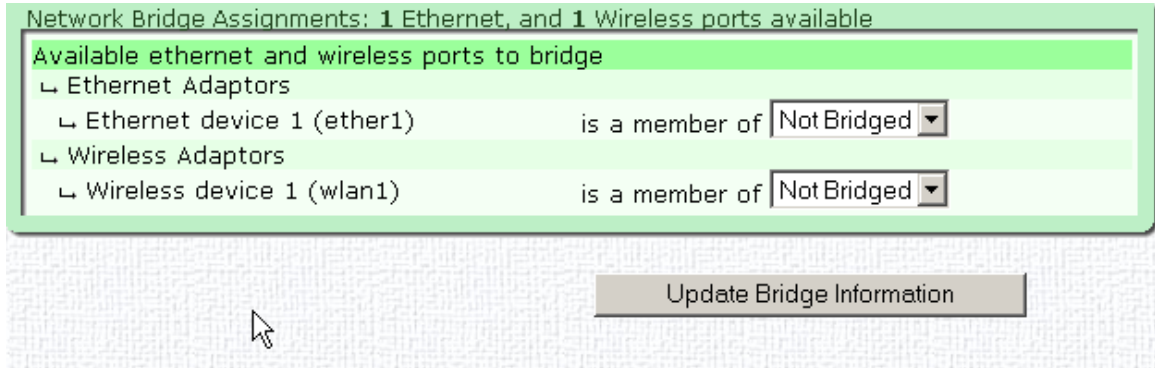 Network Bridge Assignments: 1 Ethernet, and 1 Wireless ports available
Available ethernet and wireless ports to bridge
Ethernet Adaptors
Ethernet device 1 (ether1) is a member of Not Bridged
Wireless Adaptors
Wireless device 1 (wlan1) is a member of Not Bridged
Update Bridge Information